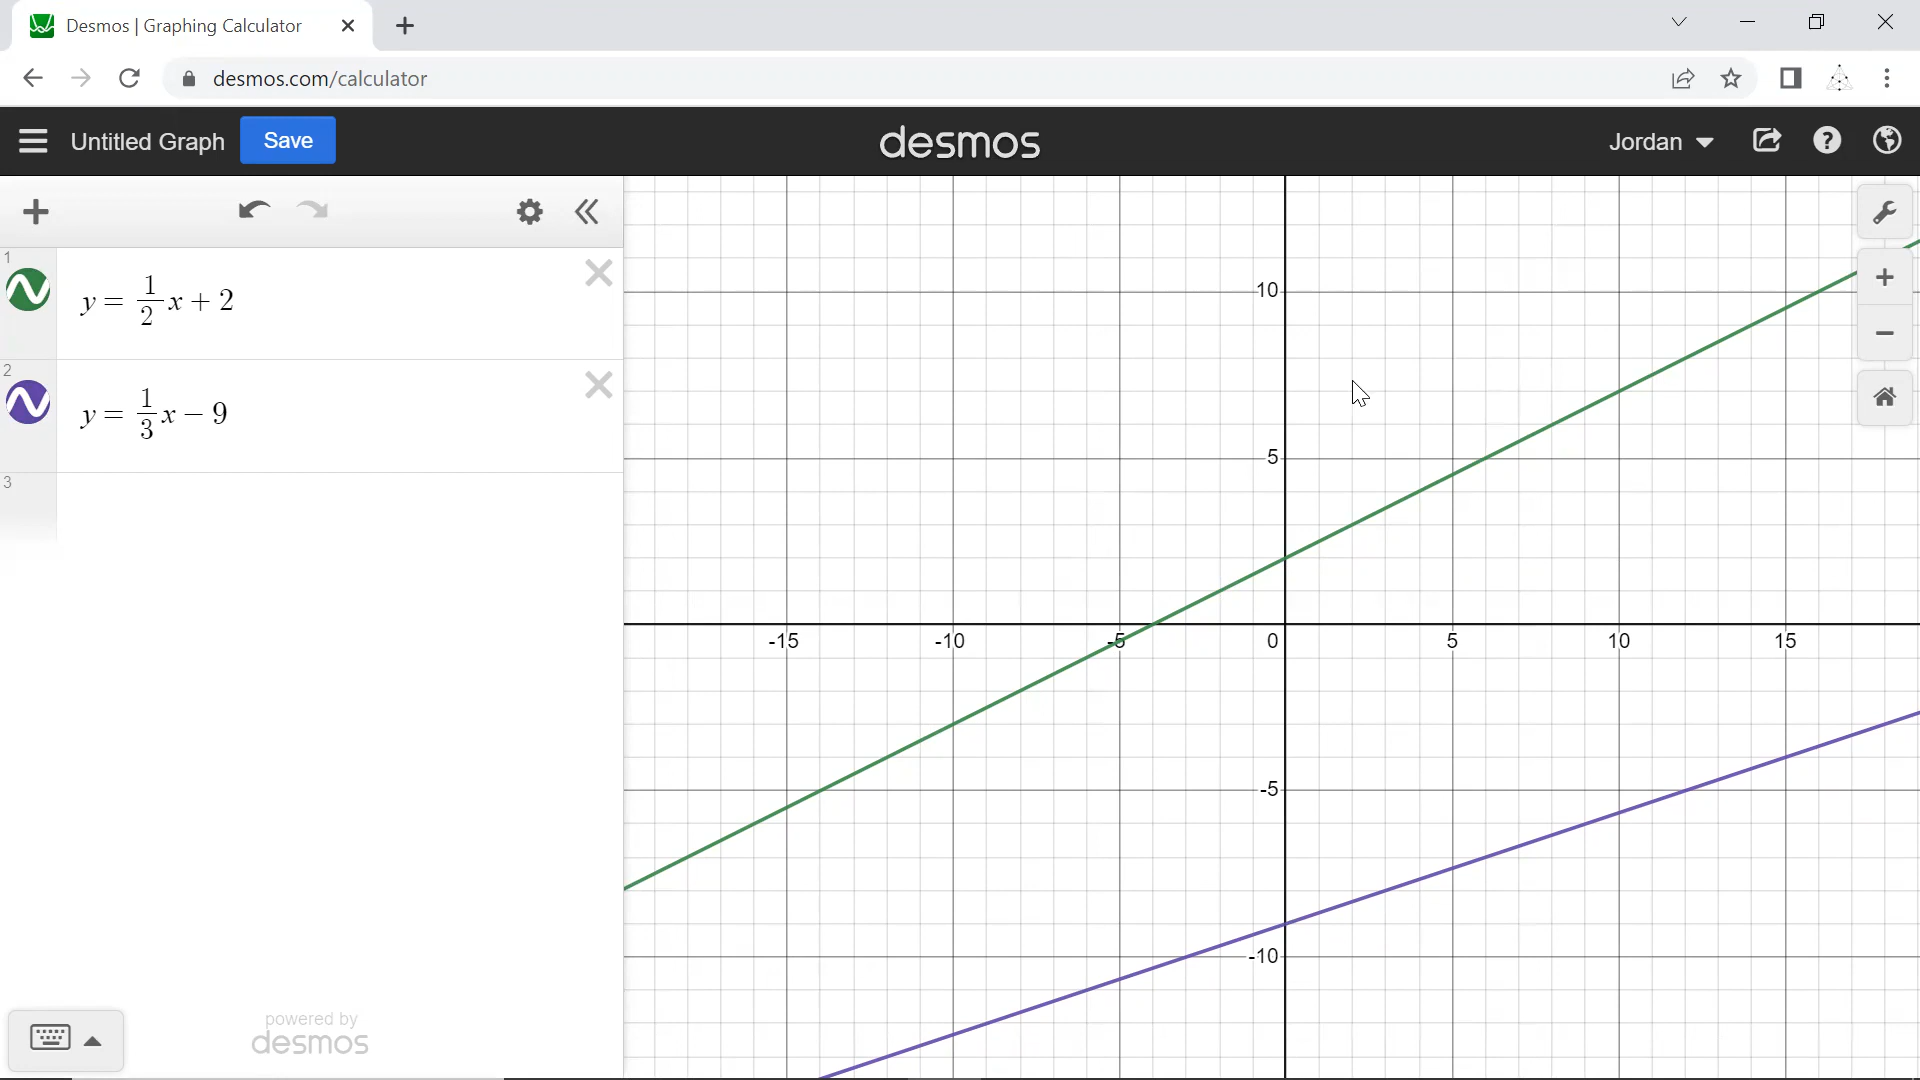 Desmos | Graphing Calculator
desmos.com/calculator
Untitled Graph Save desmos Jordan
1
y = 1/2 x + 2
2
y = 1/3 x − 9
3
10
5
-15 -10 -5 0 5 10 15
-5
-10
powered by
desmos